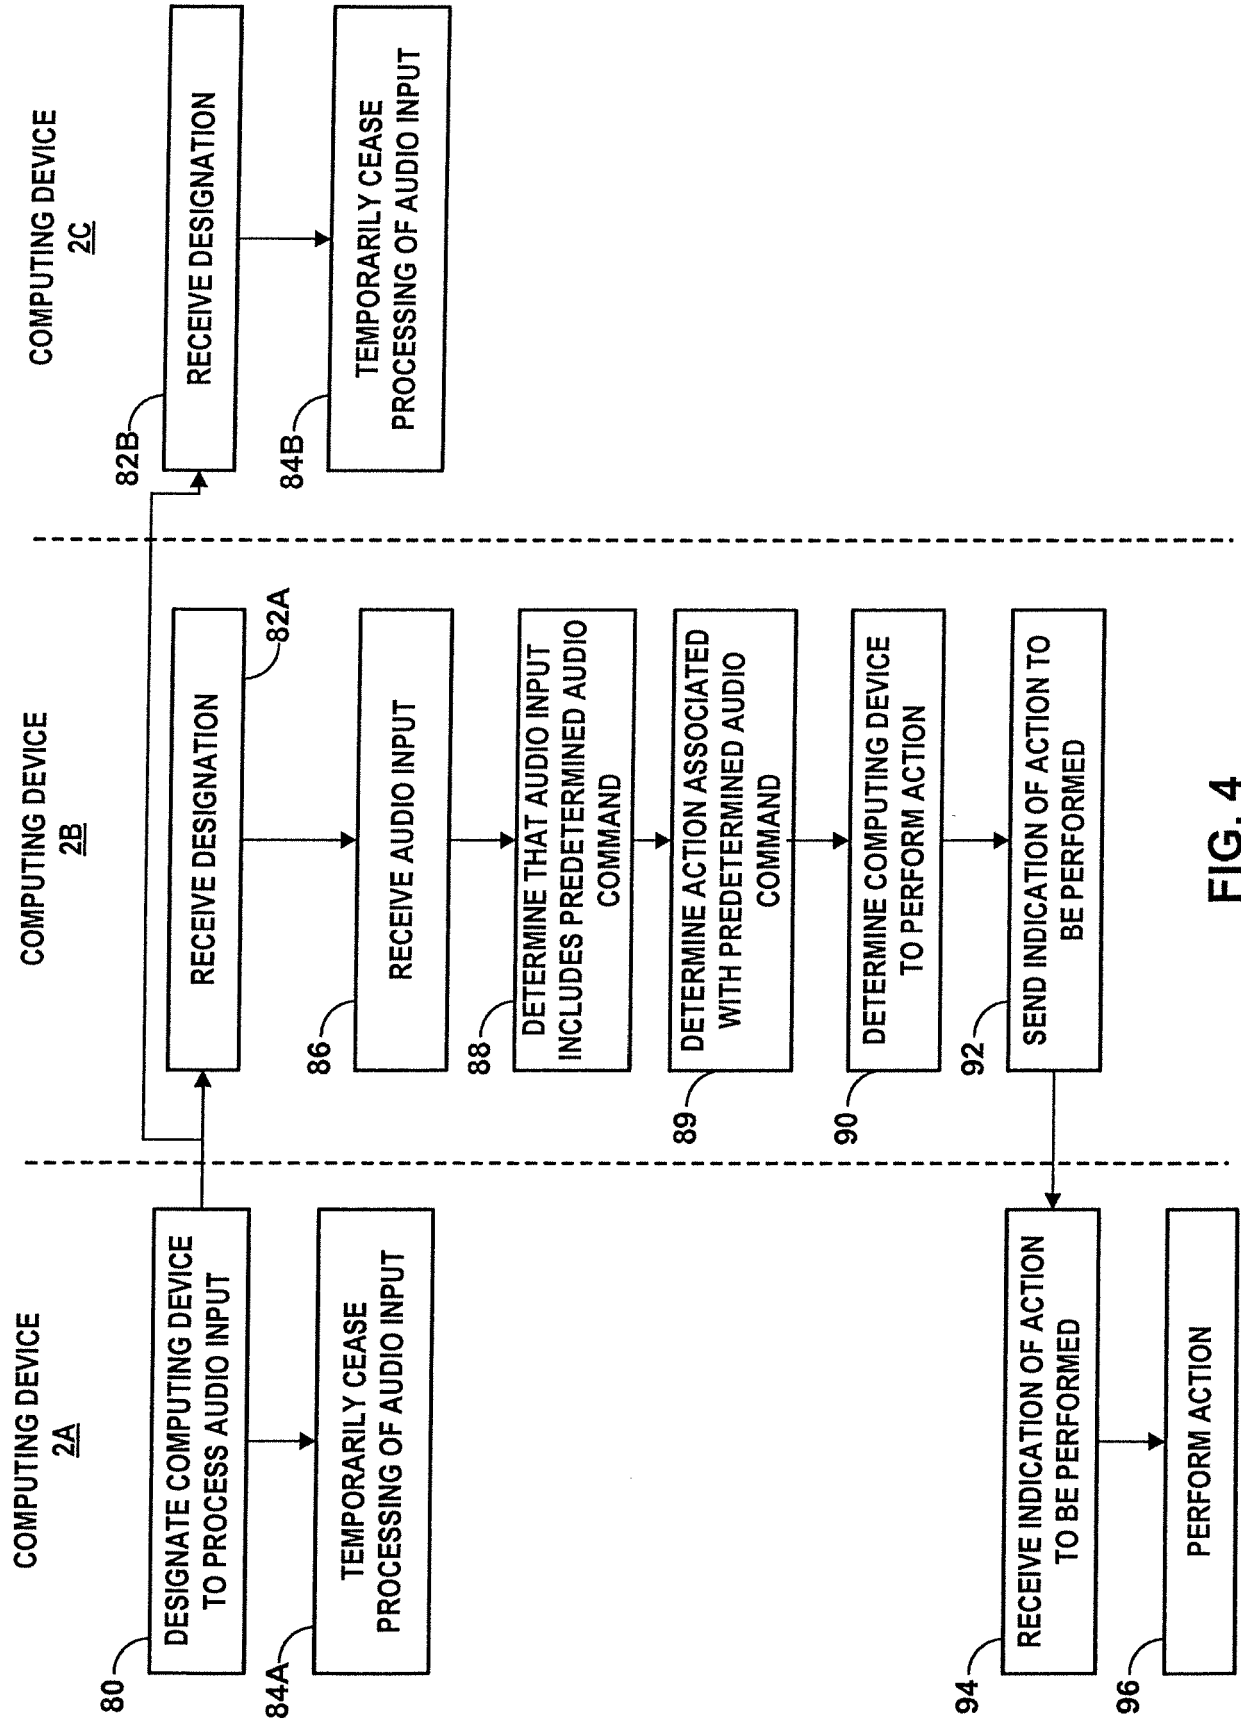 COMPUTING DEVICE
2A
80
DESIGNATE COMPUTING DEVICE
TO PROCESS AUDIO INPUT
84A
TEMPORARILY CEASE
PROCESSING OF AUDIO INPUT
94
RECEIVE INDICATION OF ACTION
TO BE PERFORMED
96
PERFORM ACTION
COMPUTING DEVICE
2B
RECEIVE DESIGNATION
82A
86
RECEIVE AUDIO INPUT
88
DETERMINE THAT AUDIO INPUT
INCLUDES PREDETERMINED AUDIO
COMMAND
89
DETERMINE ACTION ASSOCIATED
WITH PREDETERMINED AUDIO
COMMAND
90
DETERMINE COMPUTING DEVICE
TO PERFORM ACTION
92
SEND INDICATION OF ACTION TO
BE PERFORMED
COMPUTING DEVICE
2C
82B
RECEIVE DESIGNATION
84B
TEMPORARILY CEASE
PROCESSING OF AUDIO INPUT
FIG. 4